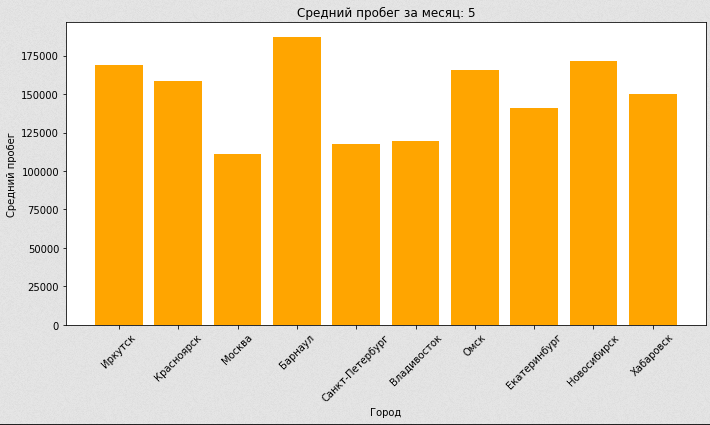 Средний пробег за месяц: 5
Средний пробег
175000
150000
125000
100000
75000
50000
25000
0
Иркутск
Красноярск
Москва
Барнаул
Санкт-Петербург
Владивосток
Омск
Екатеринбург
Новосибирск
Хабаровск
Город